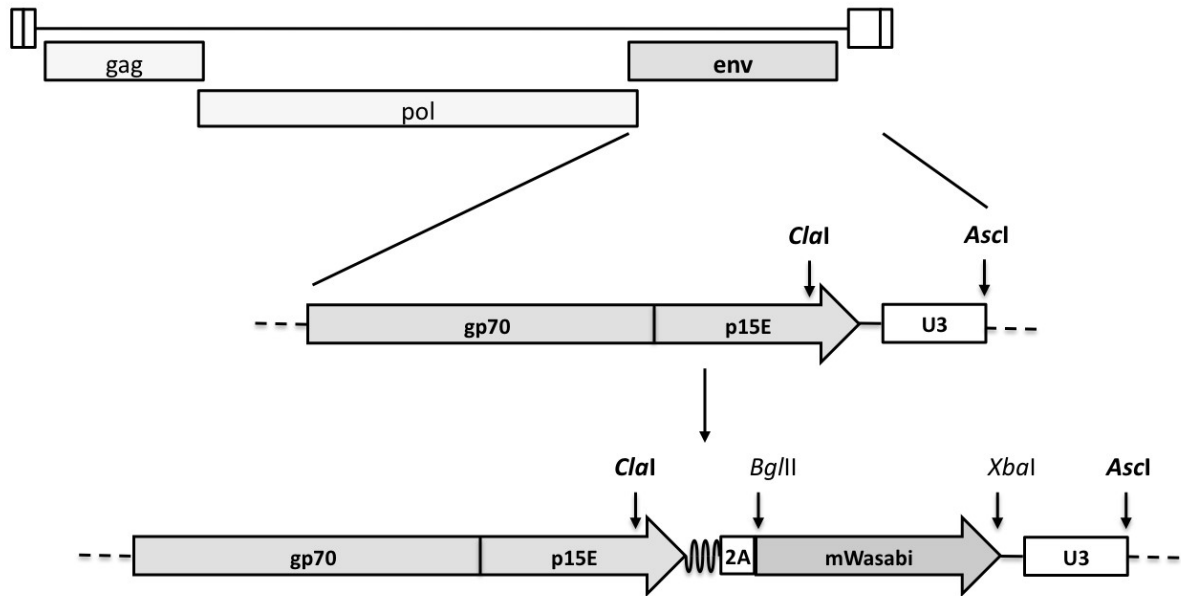 gag
env
pol
ClaI AscI
gp70 p15E U3
ClaI BglII XbaI AscI
gp70 p15E 2A mWasabi U3